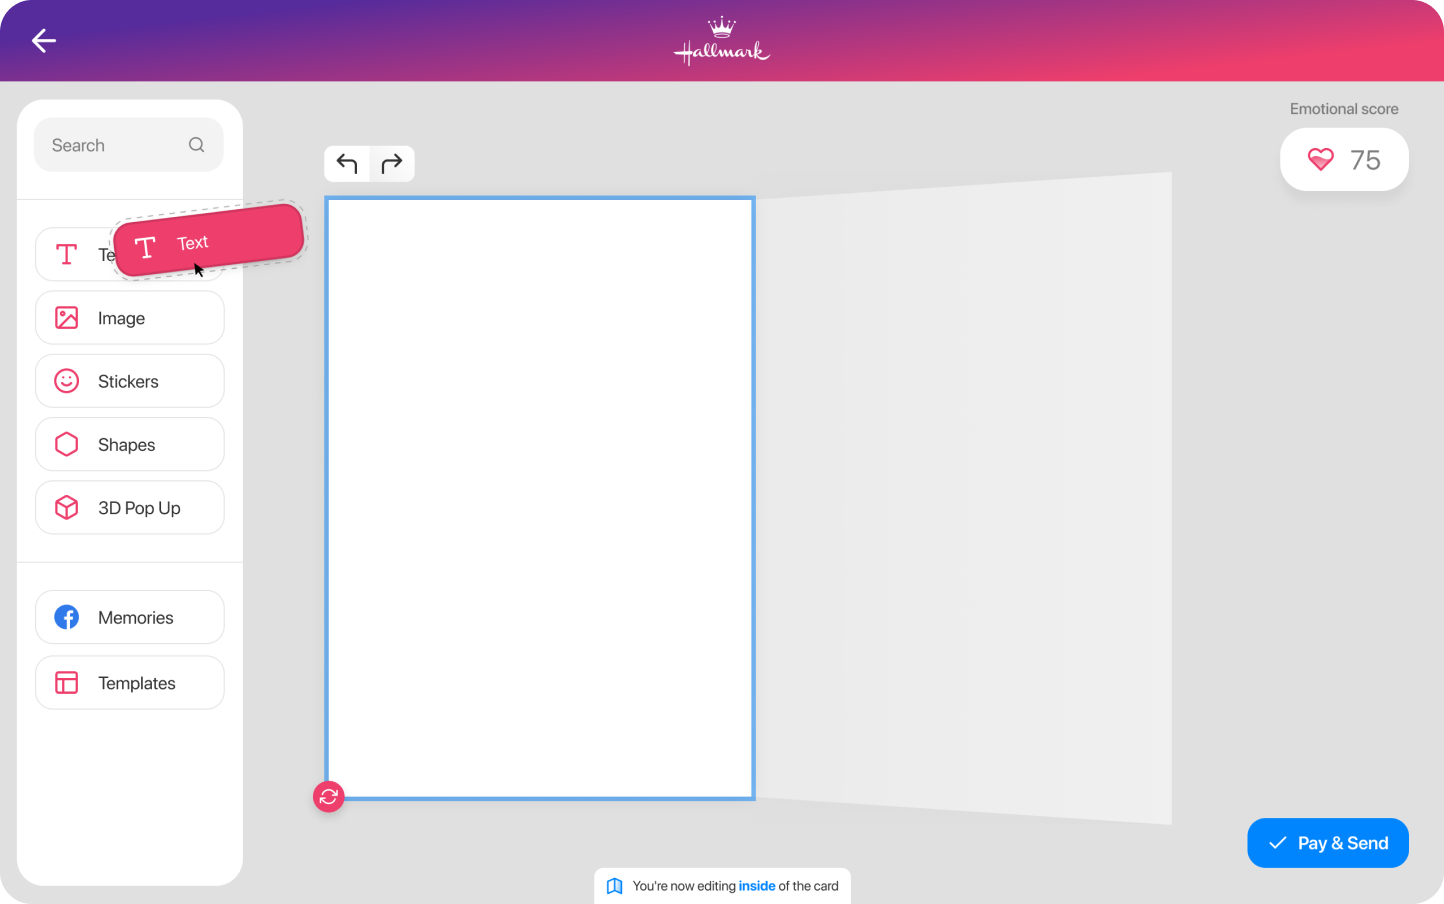 Hallmark
Search
Emotional score
75
Te
Text
Image
Stickers
Shapes
3D Pop Up
Memories
Templates
Pay & Send
You're now editing inside of the card